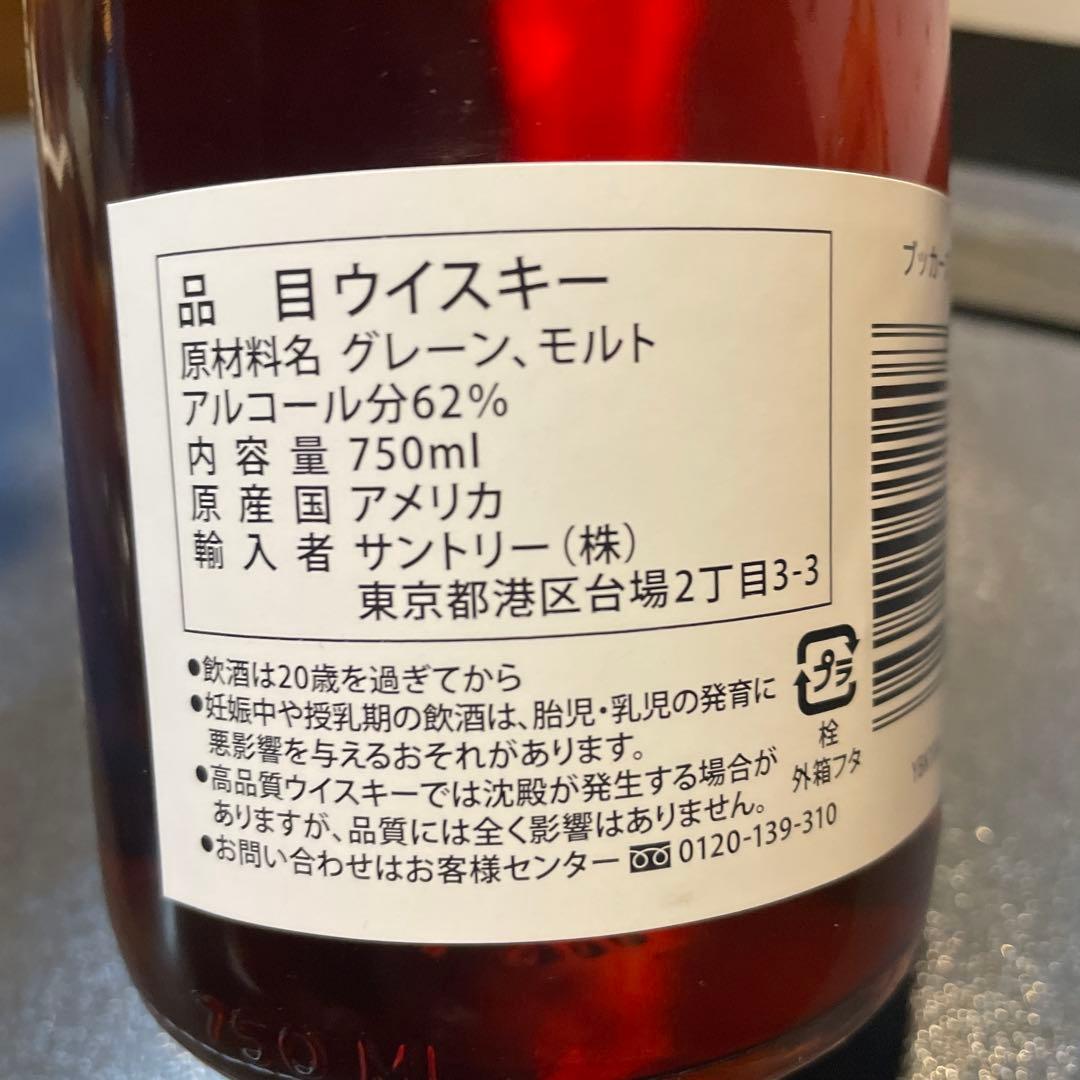 品 目 ウイスキー
原材料名 グレーン、モルト
アルコール分62%
内容量 750ml
原産国 アメリカ
輸入者 サントリー(株)
東京都港区台場2丁目3-3
●飲酒は20歳を過ぎてから
●妊娠中や授乳期の飲酒は、胎児・乳児の発育に
悪影響を与えるおそれがあります。
●高品質ウイスキーでは沈殿が発生する場合が
ありますが、品質には全く影響はありません。
●お問い合わせはお客様センター 0120-139-310
プラ
栓
外箱フタ
ブッカー
750 ML